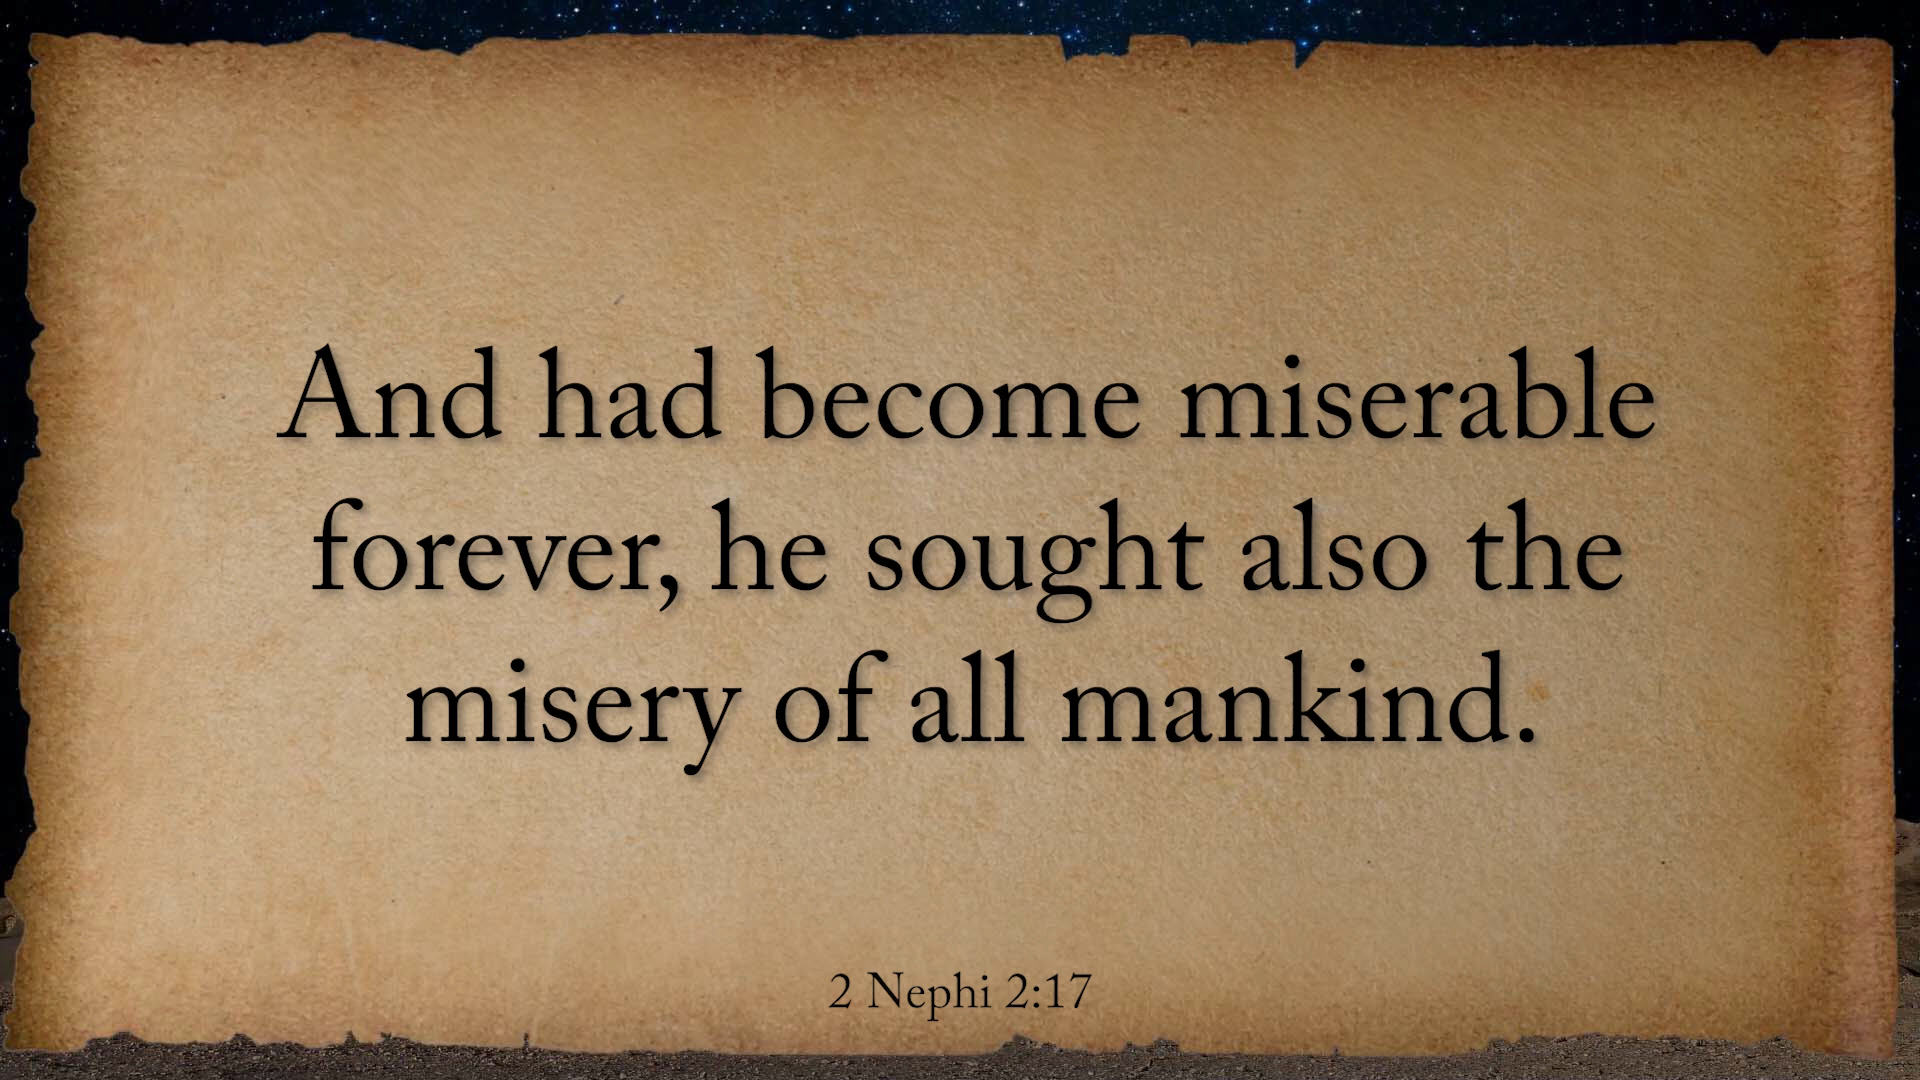 And had become miserable
forever, he sought also the
misery of all mankind.
2 Nephi 2:17